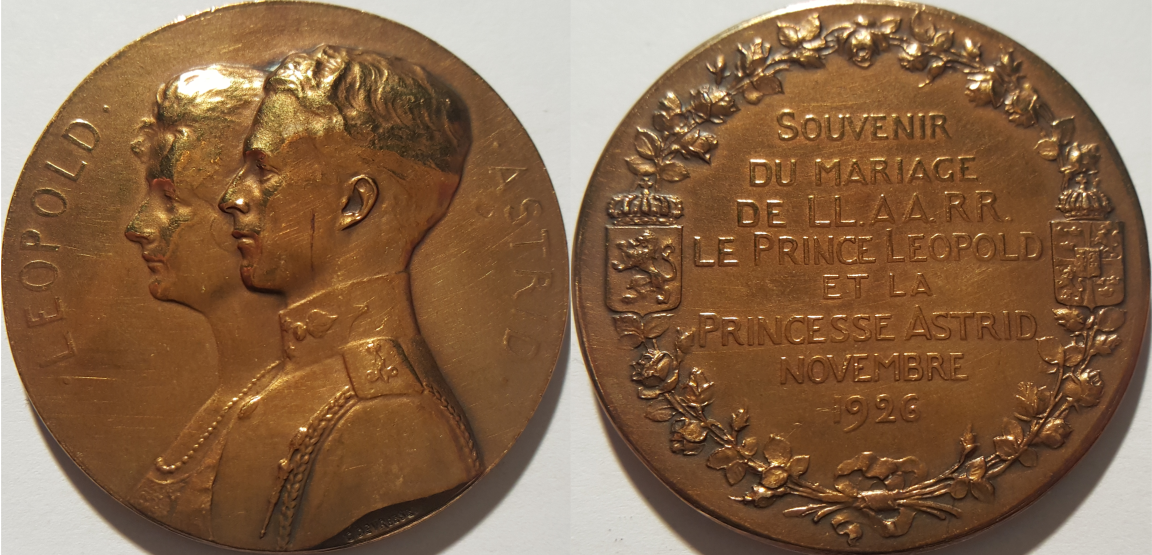 LEOPOLD.
ASTRID
SOUVENIR
DU MARIAGE
DE LL.AA.RR.
LE PRINCE LEOPOLD
ET LA
PRINCESSE ASTRID
NOVEMBRE
1926